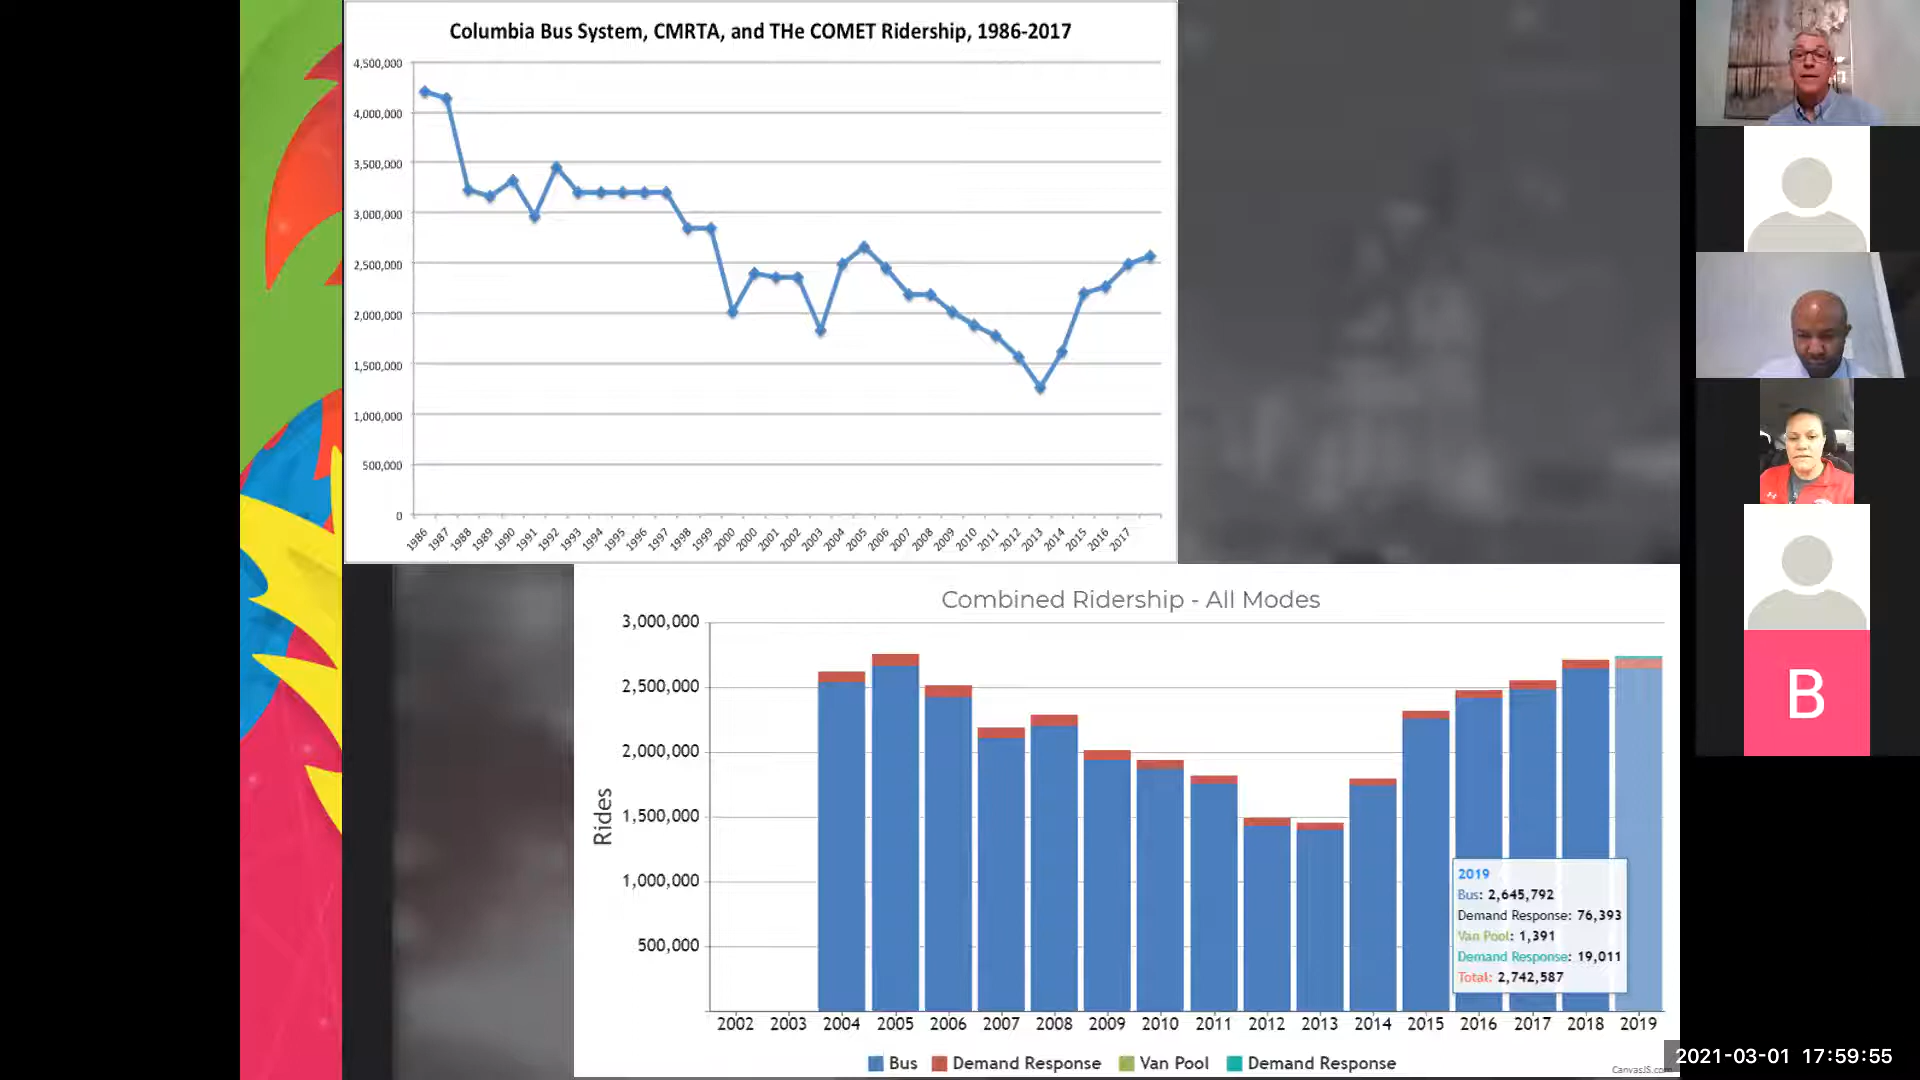 Columbia Bus System, CMRTA, and THe COMET Ridership, 1986-2017
4,500,000
4,000,000
3,500,000
3,000,000
2,500,000
2,000,000
1,500,000
1,000,000
500,000
0
1986 1987 1988 1989 1990 1991 1992 1993 1994 1995 1996 1997 1998 1999 2000 2000 2001 2002 2003 2004 2005 2006 2007 2008 2009 2010 2011 2012 2013 2014 2015 2016 2017
Combined Ridership - All Modes
3,000,000
2,500,000
2,000,000
1,500,000
1,000,000
500,000
Rides
2019
Bus: 2,645,792
Demand Response: 76,393
Van Pool: 1,391
Demand Response: 19,011
Total: 2,742,587
2002 2003 2004 2005 2006 2007 2008 2009 2010 2011 2012 2013 2014 2015 2016 2017 2018 2019
Bus Demand Response Van Pool Demand Response
CanvasJS.com
B
2021-03-01 17:59:55